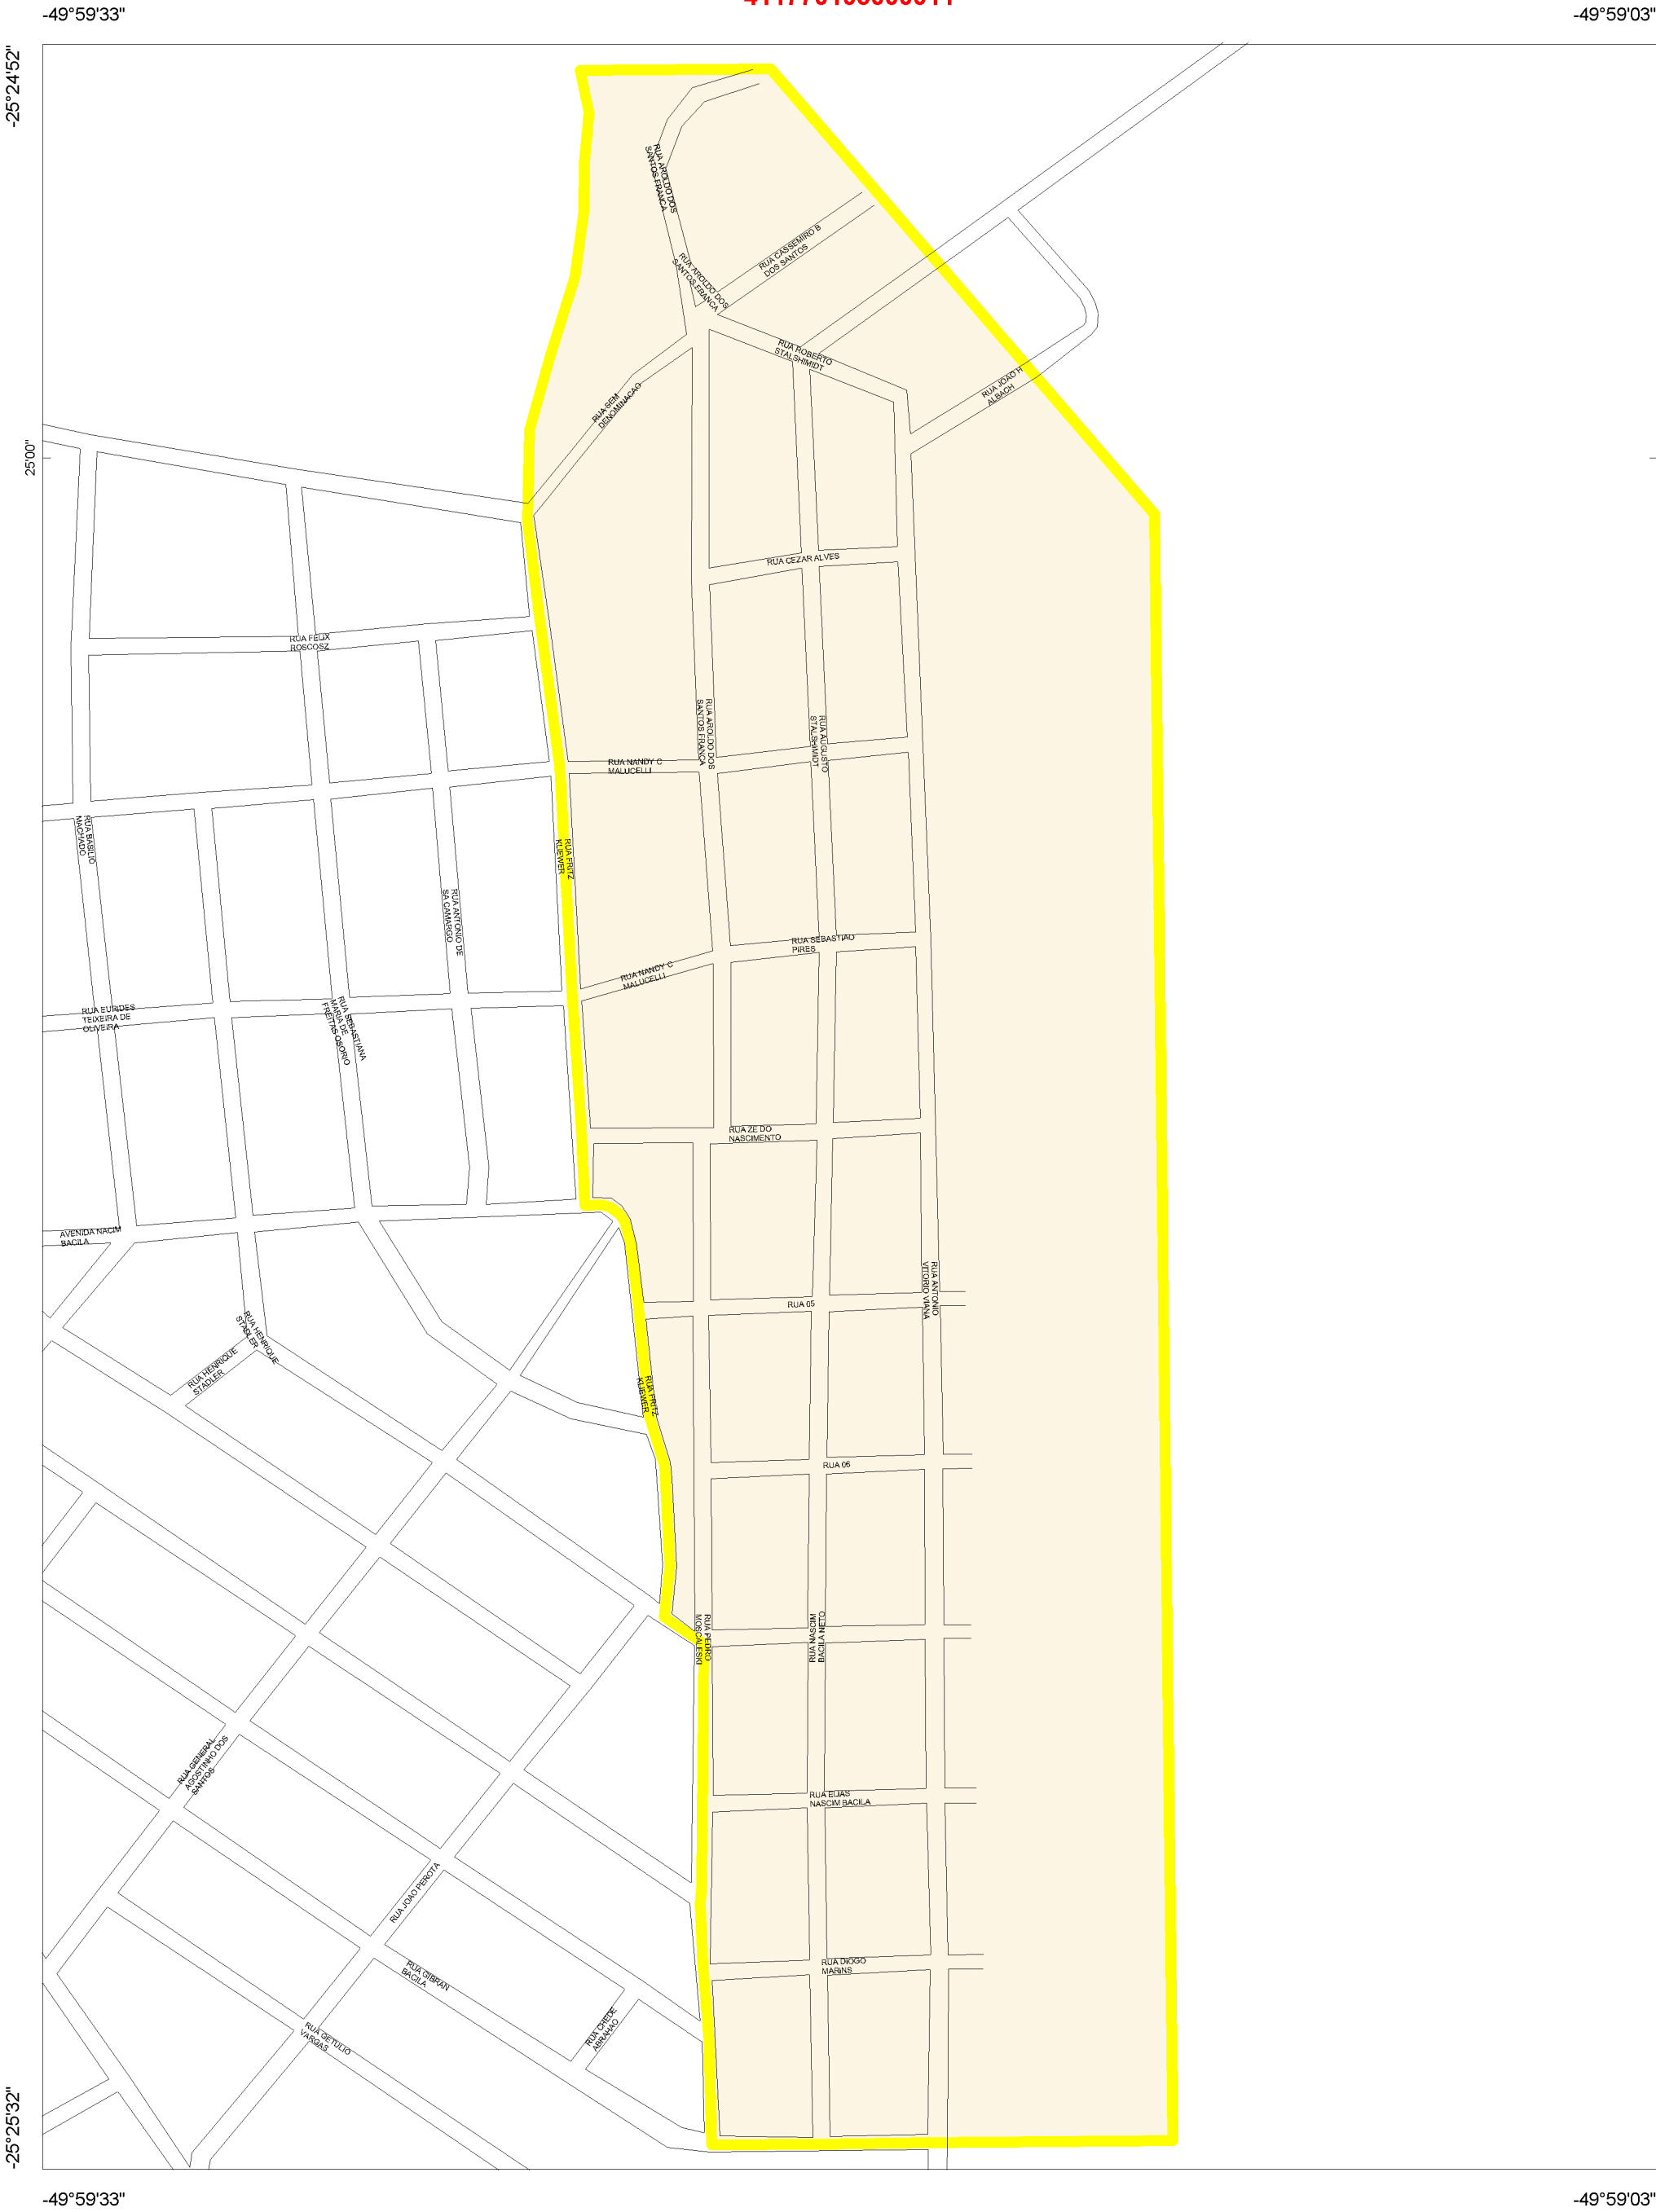 -49°59'33"
-49°59'03"
-25°24'52"
RUA AROLDO DOS
SANTOS FRANCA
RUA CASSEMIRO B
DOS SANTOS
RUA AROLDO DOS
SANTOS FRANCA
RUA ROBERTO
STALSHIMIDT
RUA JOAO H
ALBACH
RUA SEM
DENOMINACAO
25'00"
RUA CEZAR ALVES
RUA FELIX
ROSCOSZ
RUA AROLDO DOS
SANTOS FRANCA
RUA AUGUSTO
STALSHIMIDT
RUA NANDY C
MALUCELLI
RUA BASILIO
MACHADO
RUA FRITZ
KLIEWER
RUA ANTONIO DE
SA CAMARGO
RUA SEBASTIAO
PIRES
RUA NANDY C
MALUCELLI
RUA EURIDES
TEIXEIRA DE
OLIVEIRA
RUA SEBASTIANA
MARIA DE
FREITAS OSORIO
RUA ZE DO
NASCIMENTO
AVENIDA NACIM
BACILA
RUA ANTONIO
VITORIO VIANA
RUA 05
RUA HENRIQUE
STADLER
RUA HENRIQUE
STADLER
RUA FRITZ
KLIEWER
RUA 06
RUA PEDRO
MOSCALESKI
RUA NASCIM
BACILA NETO
RUA GENERAL
AGOSTINHO DOS
SANTOS
RUA ELIAS
NASCIM BACILA
RUA JOAO PEROTA
RUA DIOGO
MARINS
RUA GIBRAN
BACILA
RUA CHEDE
ABRAHAO
RUA GETULIO
VARGAS
-25°25'32"
-49°59'33"
-49°59'03"